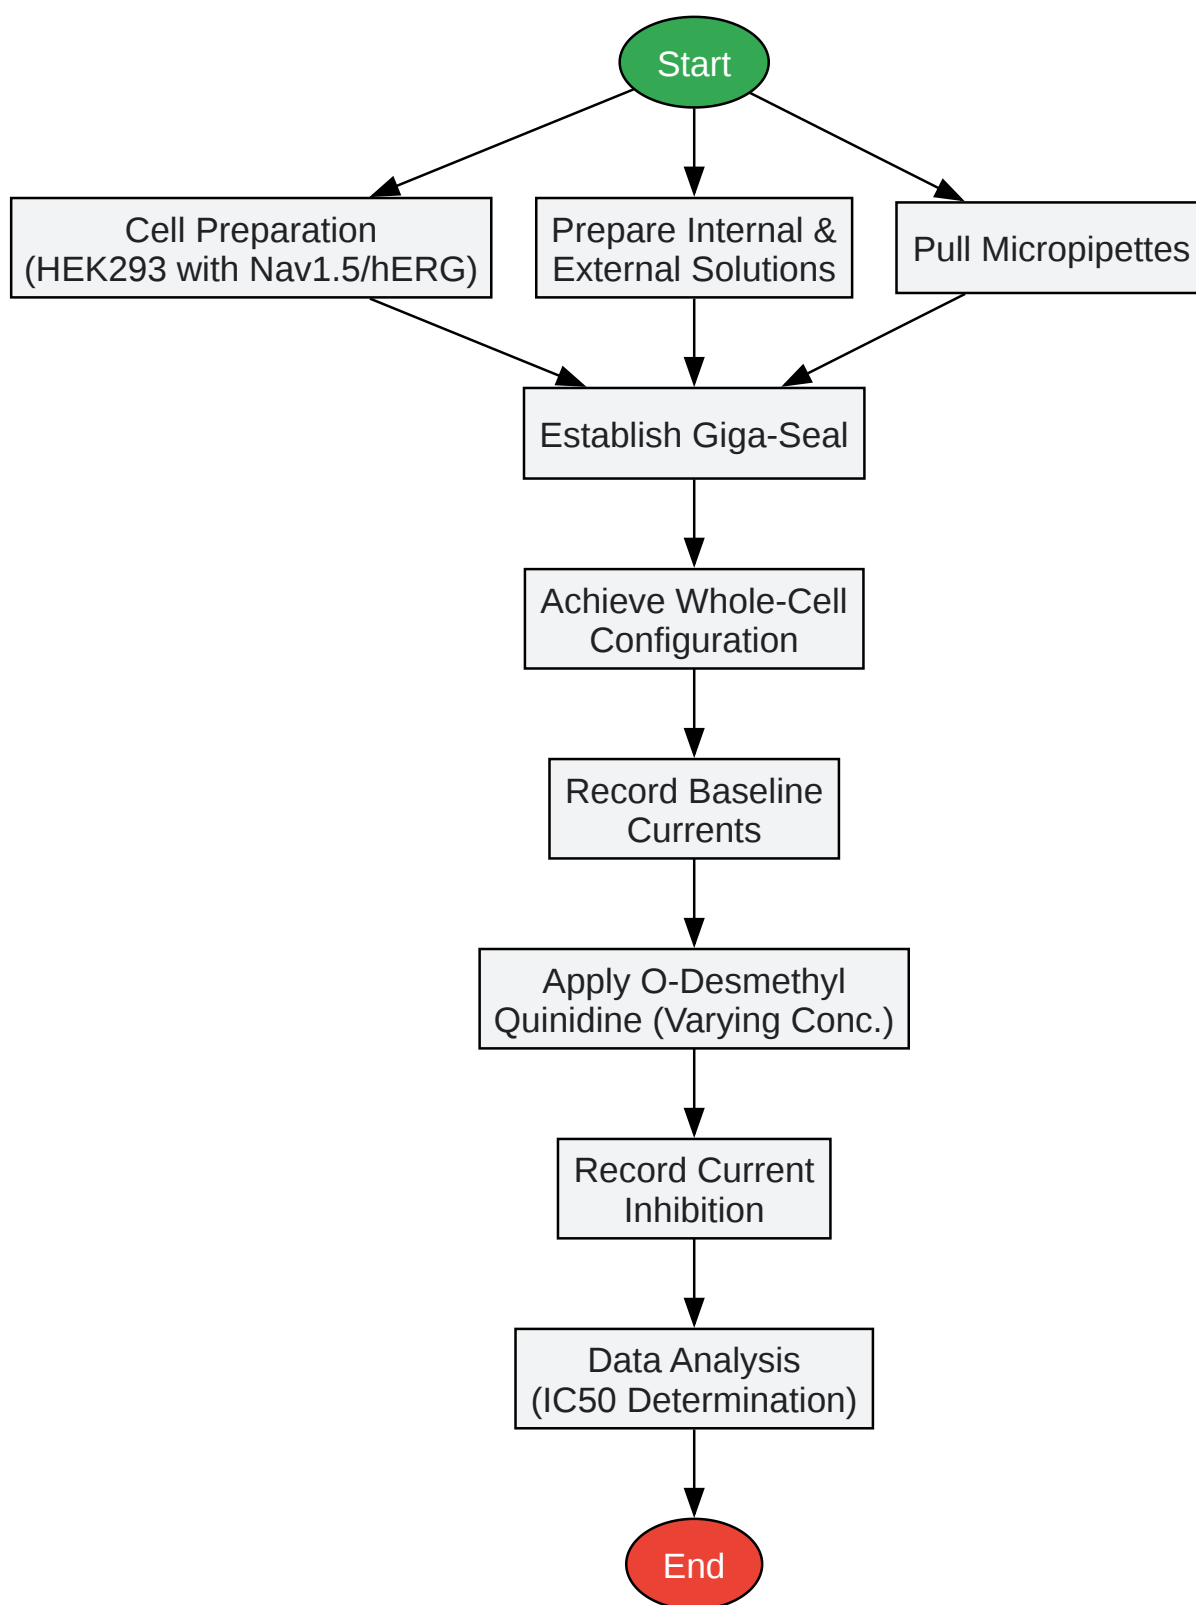 Start
Cell Preparation
(HEK293 with Nav1.5/hERG)
Prepare Internal &
External Solutions
Pull Micropipettes
Establish Giga-Seal
Achieve Whole-Cell
Configuration
Record Baseline
Currents
Apply O-Desmethyl
Quinidine (Varying Conc.)
Record Current
Inhibition
Data Analysis
(IC50 Determination)
End